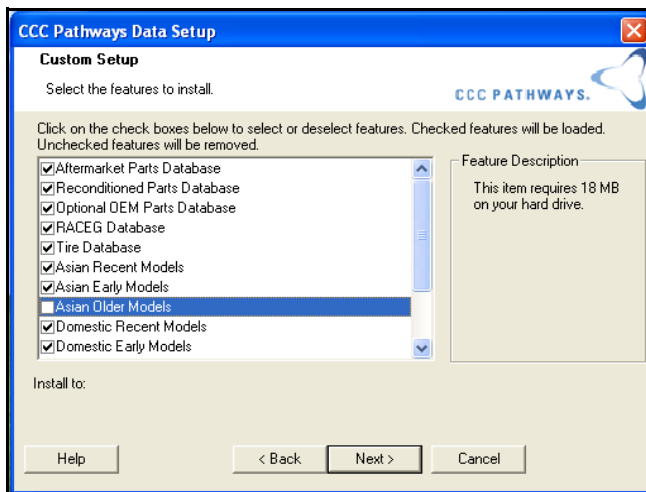 CCC Pathways Data Setup
Custom Setup
Select the features to install.
CCC PATHWAYS.
Click on the check boxes below to select or deselect features. Checked features will be loaded.
Unchecked features will be removed.
Aftermarket Parts Database
Reconditioned Parts Database
Optional OEM Parts Database
RACEG Database
Tire Database
Asian Recent Models
Asian Early Models
Asian Older Models
Domestic Recent Models
Domestic Early Models
Feature Description
This item requires 18 MB
on your hard drive.
Install to:
Help
< Back
Next >
Cancel